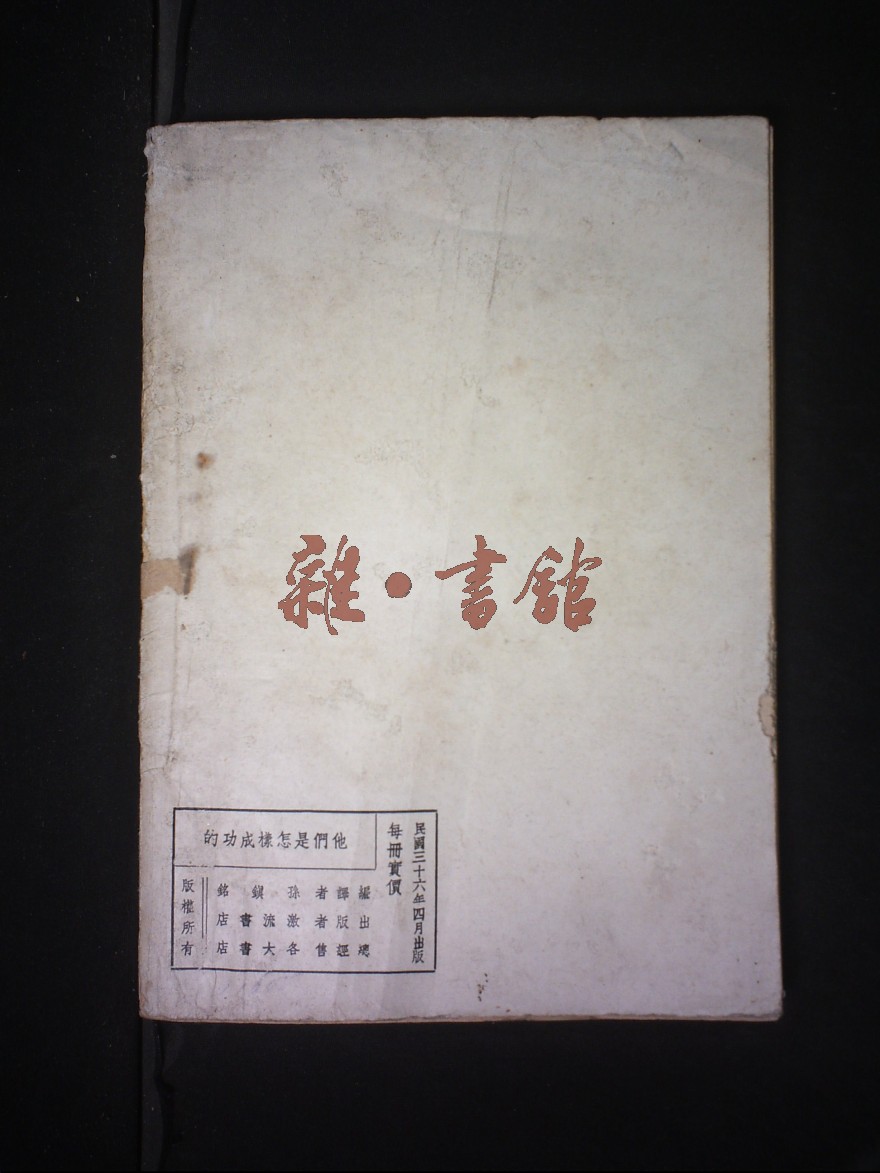 雜·書館
民國三十六年四月出版
每冊實價
他們是怎樣成功的
編譯者 孫鎮銘
出版者 激流書店
總經售 各大書店
版權所有